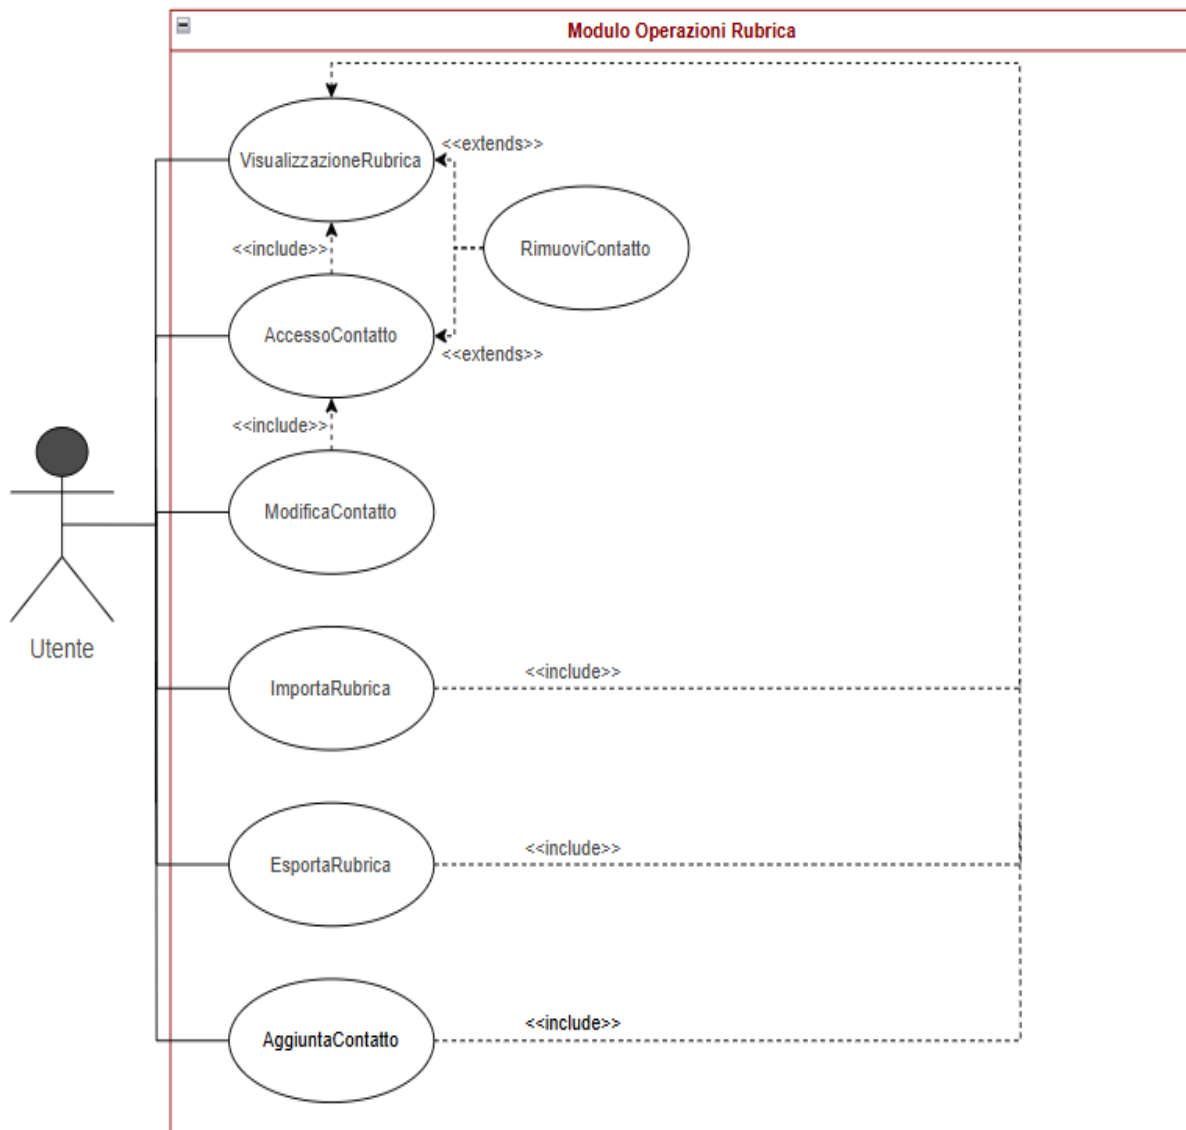 Modulo Operazioni Rubrica
VisualizzazioneRubrica
<<extends>>
<<include>>
RimuoviContatto
AccessoContatto
<<extends>>
<<include>>
ModificaContatto
Utente
ImportaRubrica
<<include>>
EsportaRubrica
<<include>>
AggiuntaContatto
<<include>>